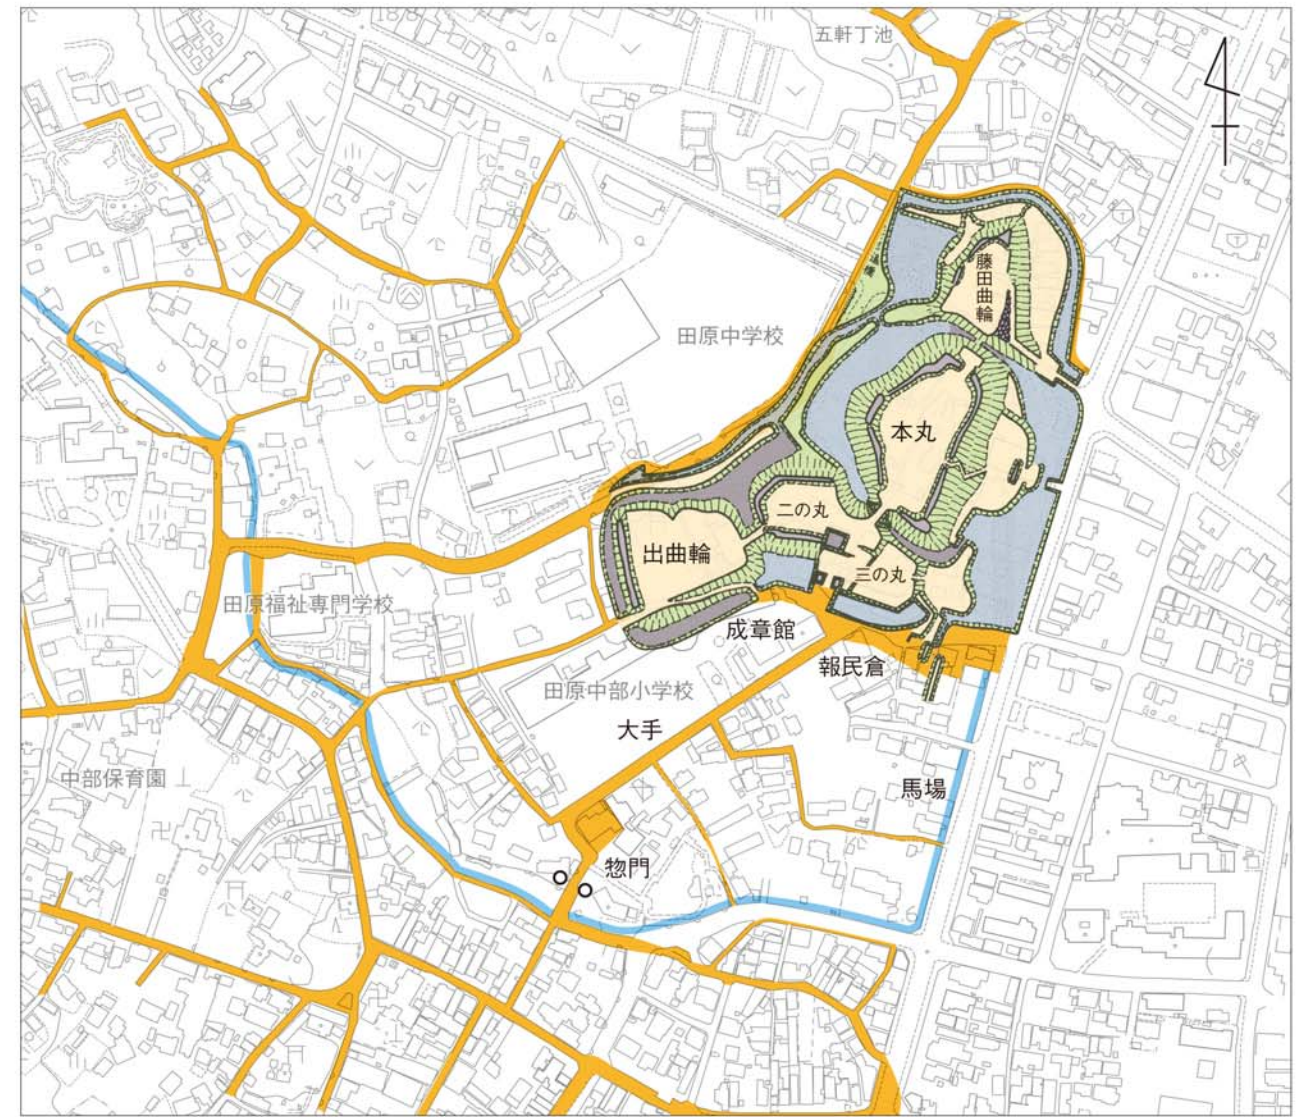 五軒丁池
藤田曲輪
田原中学校
本丸
二の丸
出曲輪
三の丸
田原福祉専門学校
成章館
報民倉
田原中部小学校
大手
中部保育園
馬場
惣門